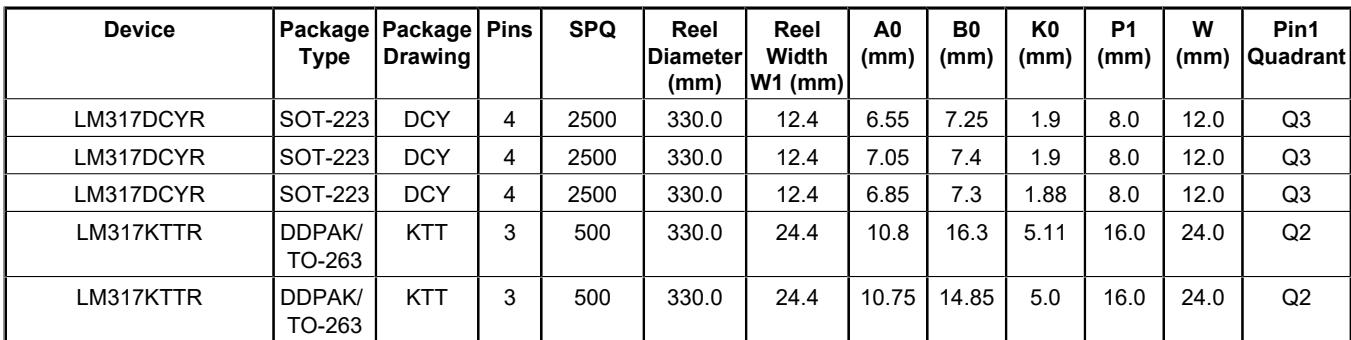 Device Package Type Package Drawing Pins SPQ Reel Diameter (mm) Reel Width W1 (mm) A0 (mm) B0 (mm) K0 (mm) P1 (mm) W (mm) Pin1 Quadrant
LM317DCYR SOT-223 DCY 4 2500 330.0 12.4 6.55 7.25 1.9 8.0 12.0 Q3
LM317DCYR SOT-223 DCY 4 2500 330.0 12.4 7.05 7.4 1.9 8.0 12.0 Q3
LM317DCYR SOT-223 DCY 4 2500 330.0 12.4 6.85 7.3 1.88 8.0 12.0 Q3
LM317KTTR DDPAK/TO-263 KTT 3 500 330.0 24.4 10.8 16.3 5.11 16.0 24.0 Q2
LM317KTTR DDPAK/TO-263 KTT 3 500 330.0 24.4 10.75 14.85 5.0 16.0 24.0 Q2